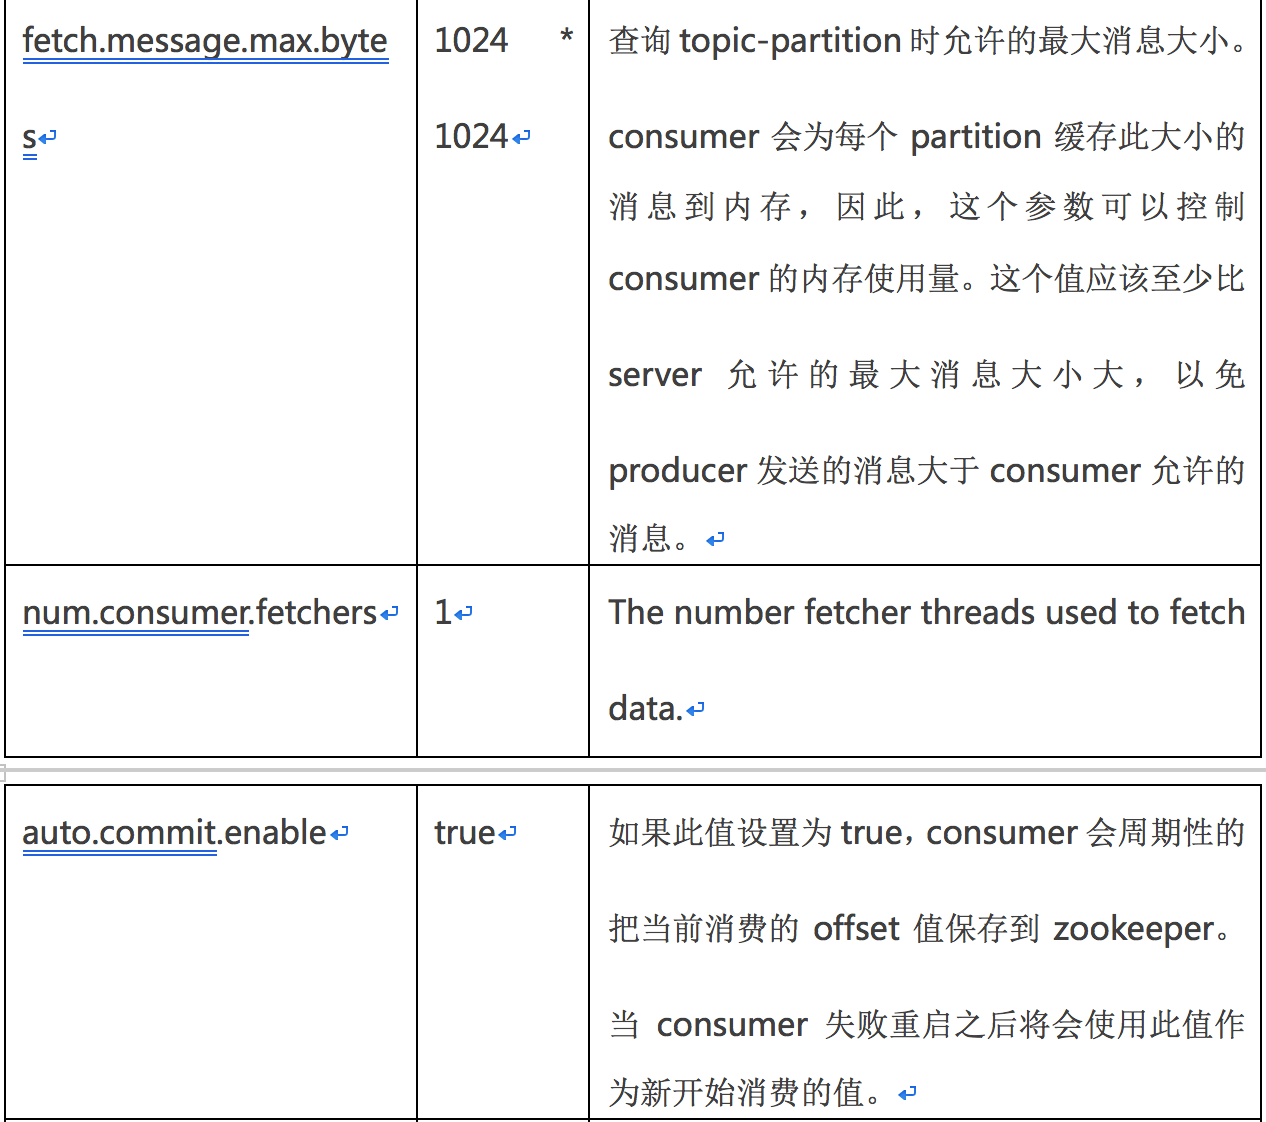 fetch.message.max.byte
s
1024 *
1024
查询 topic-partition 时允许的最大消息大小。
consumer 会为每个 partition 缓存此大小的
消息到内存，因此，这个参数可以控制
consumer 的内存使用量。这个值应该至少比
server 允许的最大消息大小大，以免
producer 发送的消息大于 consumer 允许的
消息。
num.consumer.fetchers
1
The number fetcher threads used to fetch
data.
auto.commit.enable
true
如果此值设置为 true，consumer 会周期性的
把当前消费的 offset 值保存到 zookeeper。
当 consumer 失败重启之后将会使用此值作
为新开始消费的值。